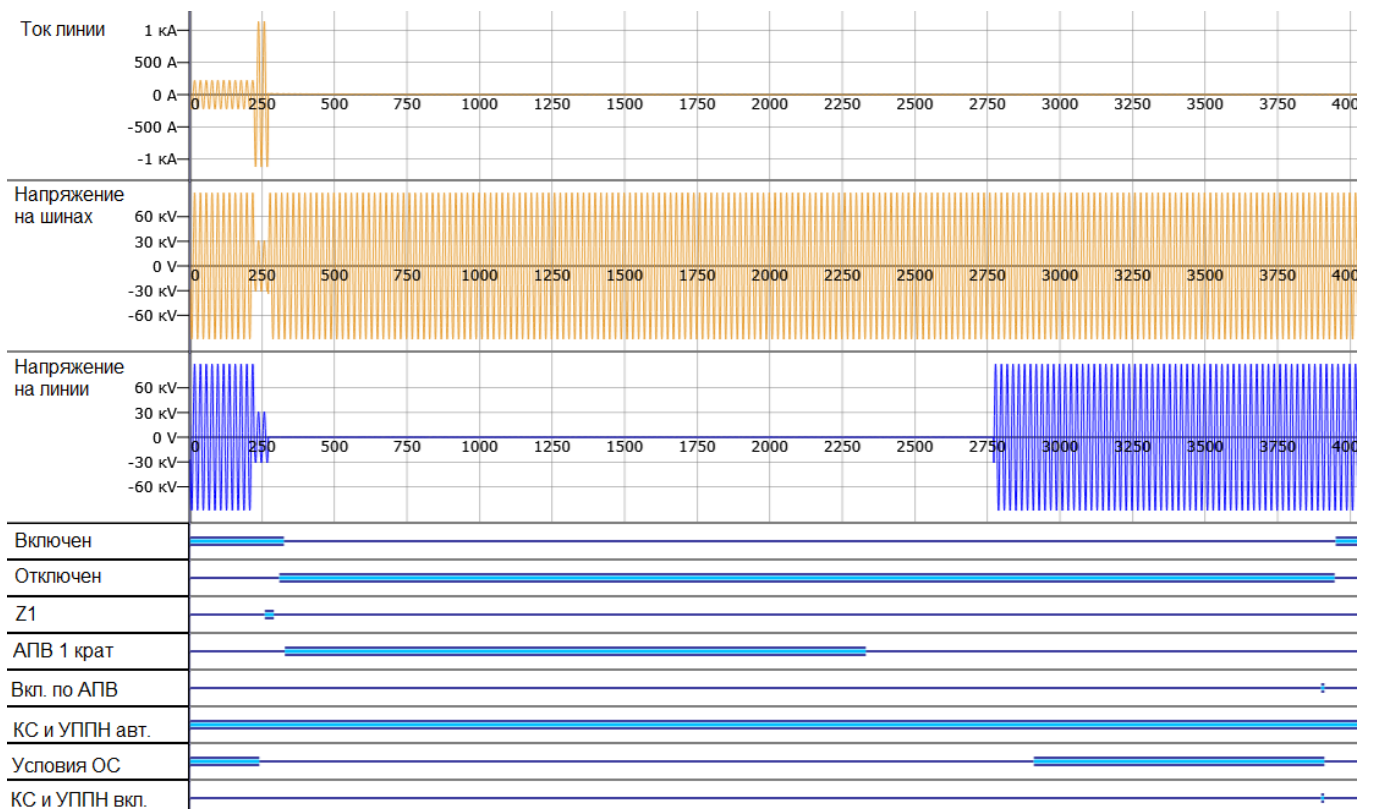 Ток линии
1 кА
500 А
0 А
-500 А
-1 кА
0 250 500 750 1000 1250 1500 1750 2000 2250 2500 2750 3000 3250 3500 3750 400
Напряжение
на шинах
60 кV
30 кV
0 V
-30 кV
-60 кV
0 250 500 750 1000 1250 1500 1750 2000 2250 2500 2750 3000 3250 3500 3750 400
Напряжение
на линии
60 кV
30 кV
0 V
-30 кV
-60 кV
0 250 500 750 1000 1250 1500 1750 2000 2250 2500 2750 3000 3250 3500 3750 400
Включен
Отключен
Z1
АПВ 1 крат
Вкл. по АПВ
КС и УППН авт.
Условия ОС
КС и УППН вкл.